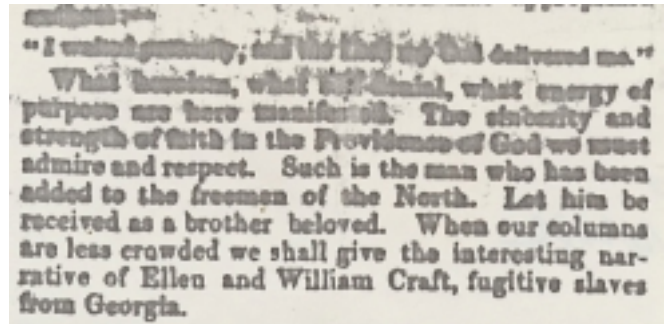 "I waited patiently; and the Lord delivered me."
What heroism, what self-denial, what energy of
purpose are here manifested. The sincerity and
strength of faith in the Providence of God we must
admire and respect. Such is the man who has been
added to the freemen of the North. Let him be
received as a brother beloved. When our columns
are less crowded we shall give the interesting nar-
rative of Ellen and William Craft, fugitive slaves
from Georgia.